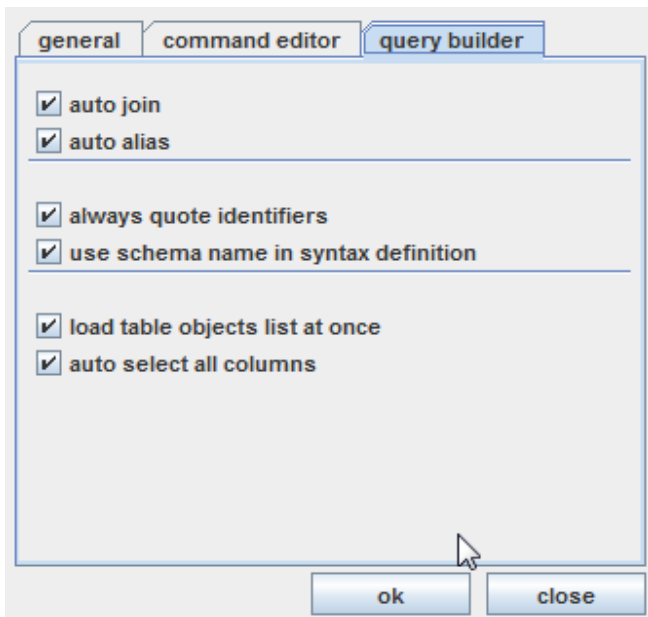 general command editor query builder
auto join
auto alias
always quote identifiers
use schema name in syntax definition
load table objects list at once
auto select all columns
ok close